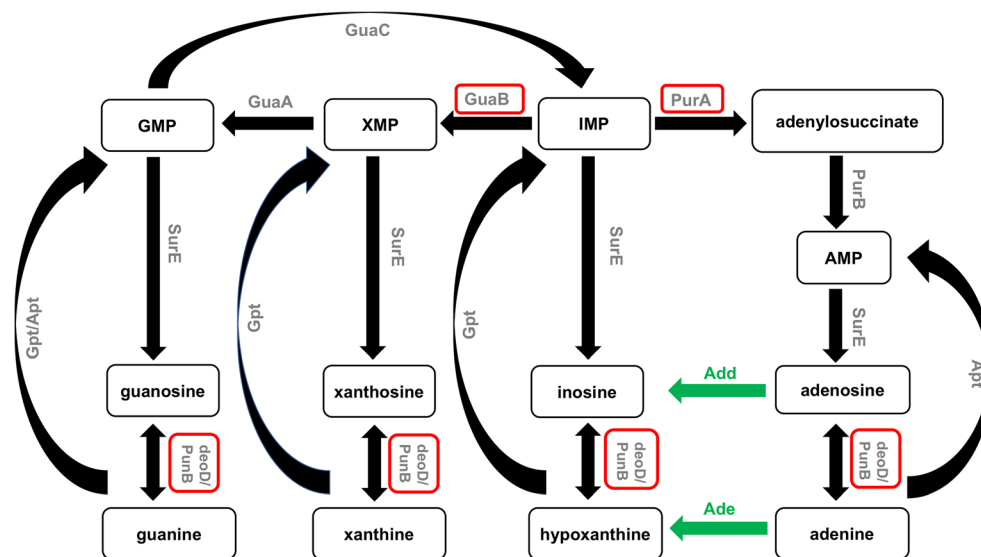 GuaC
GuaA
GuaB
PurA
GMP
XMP
IMP
adenylosuccinate
PurB
AMP
SurE
SurE
SurE
SurE
Gpt/Apt
Gpt
Gpt
Apt
Add
guanosine
xanthosine
inosine
adenosine
deoD/
PunB
deoD/
PunB
deoD/
PunB
deoD/
PunB
Ade
guanine
xanthine
hypoxanthine
adenine